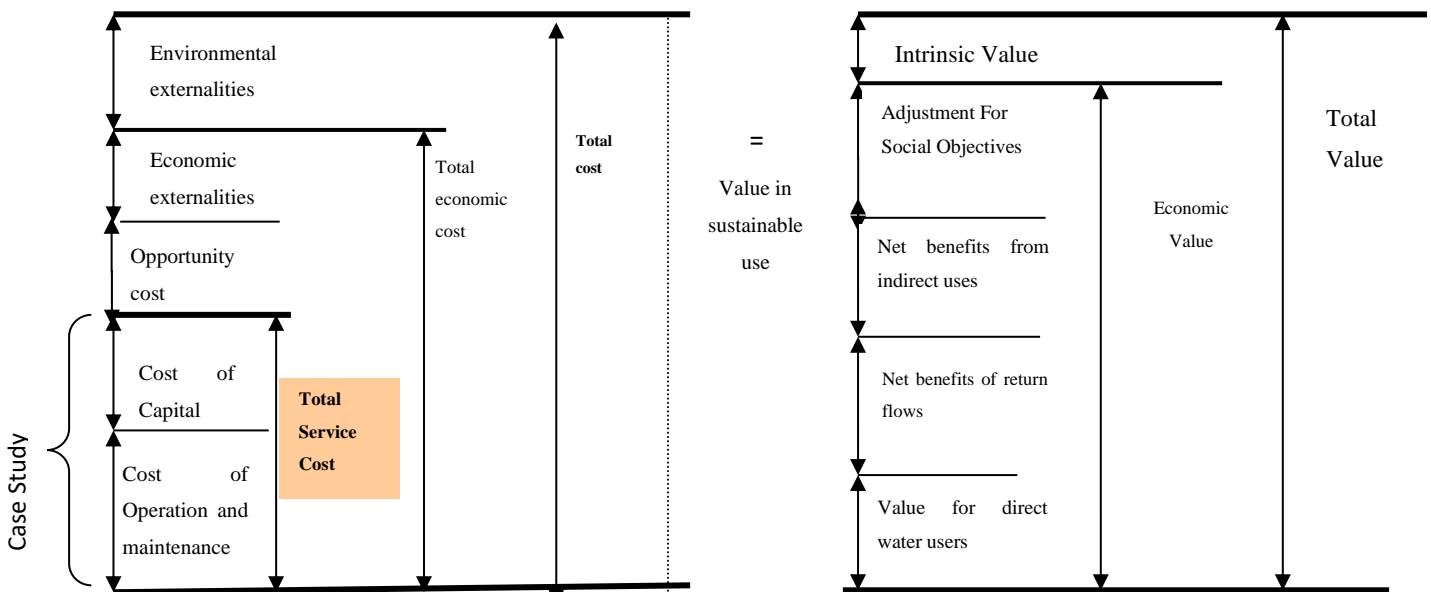 Environmental
externalities
Economic
externalities
Opportunity
cost
Cost of
Capital
Cost of
Operation and
maintenance
Case Study
Total
Service
Cost
Total
economic
cost
Total
cost
=
Value in
sustainable
use
Intrinsic Value
Adjustment For
Social Objectives
Net benefits from
indirect uses
Net benefits of return
flows
Value for direct
water users
Economic
Value
Total
Value